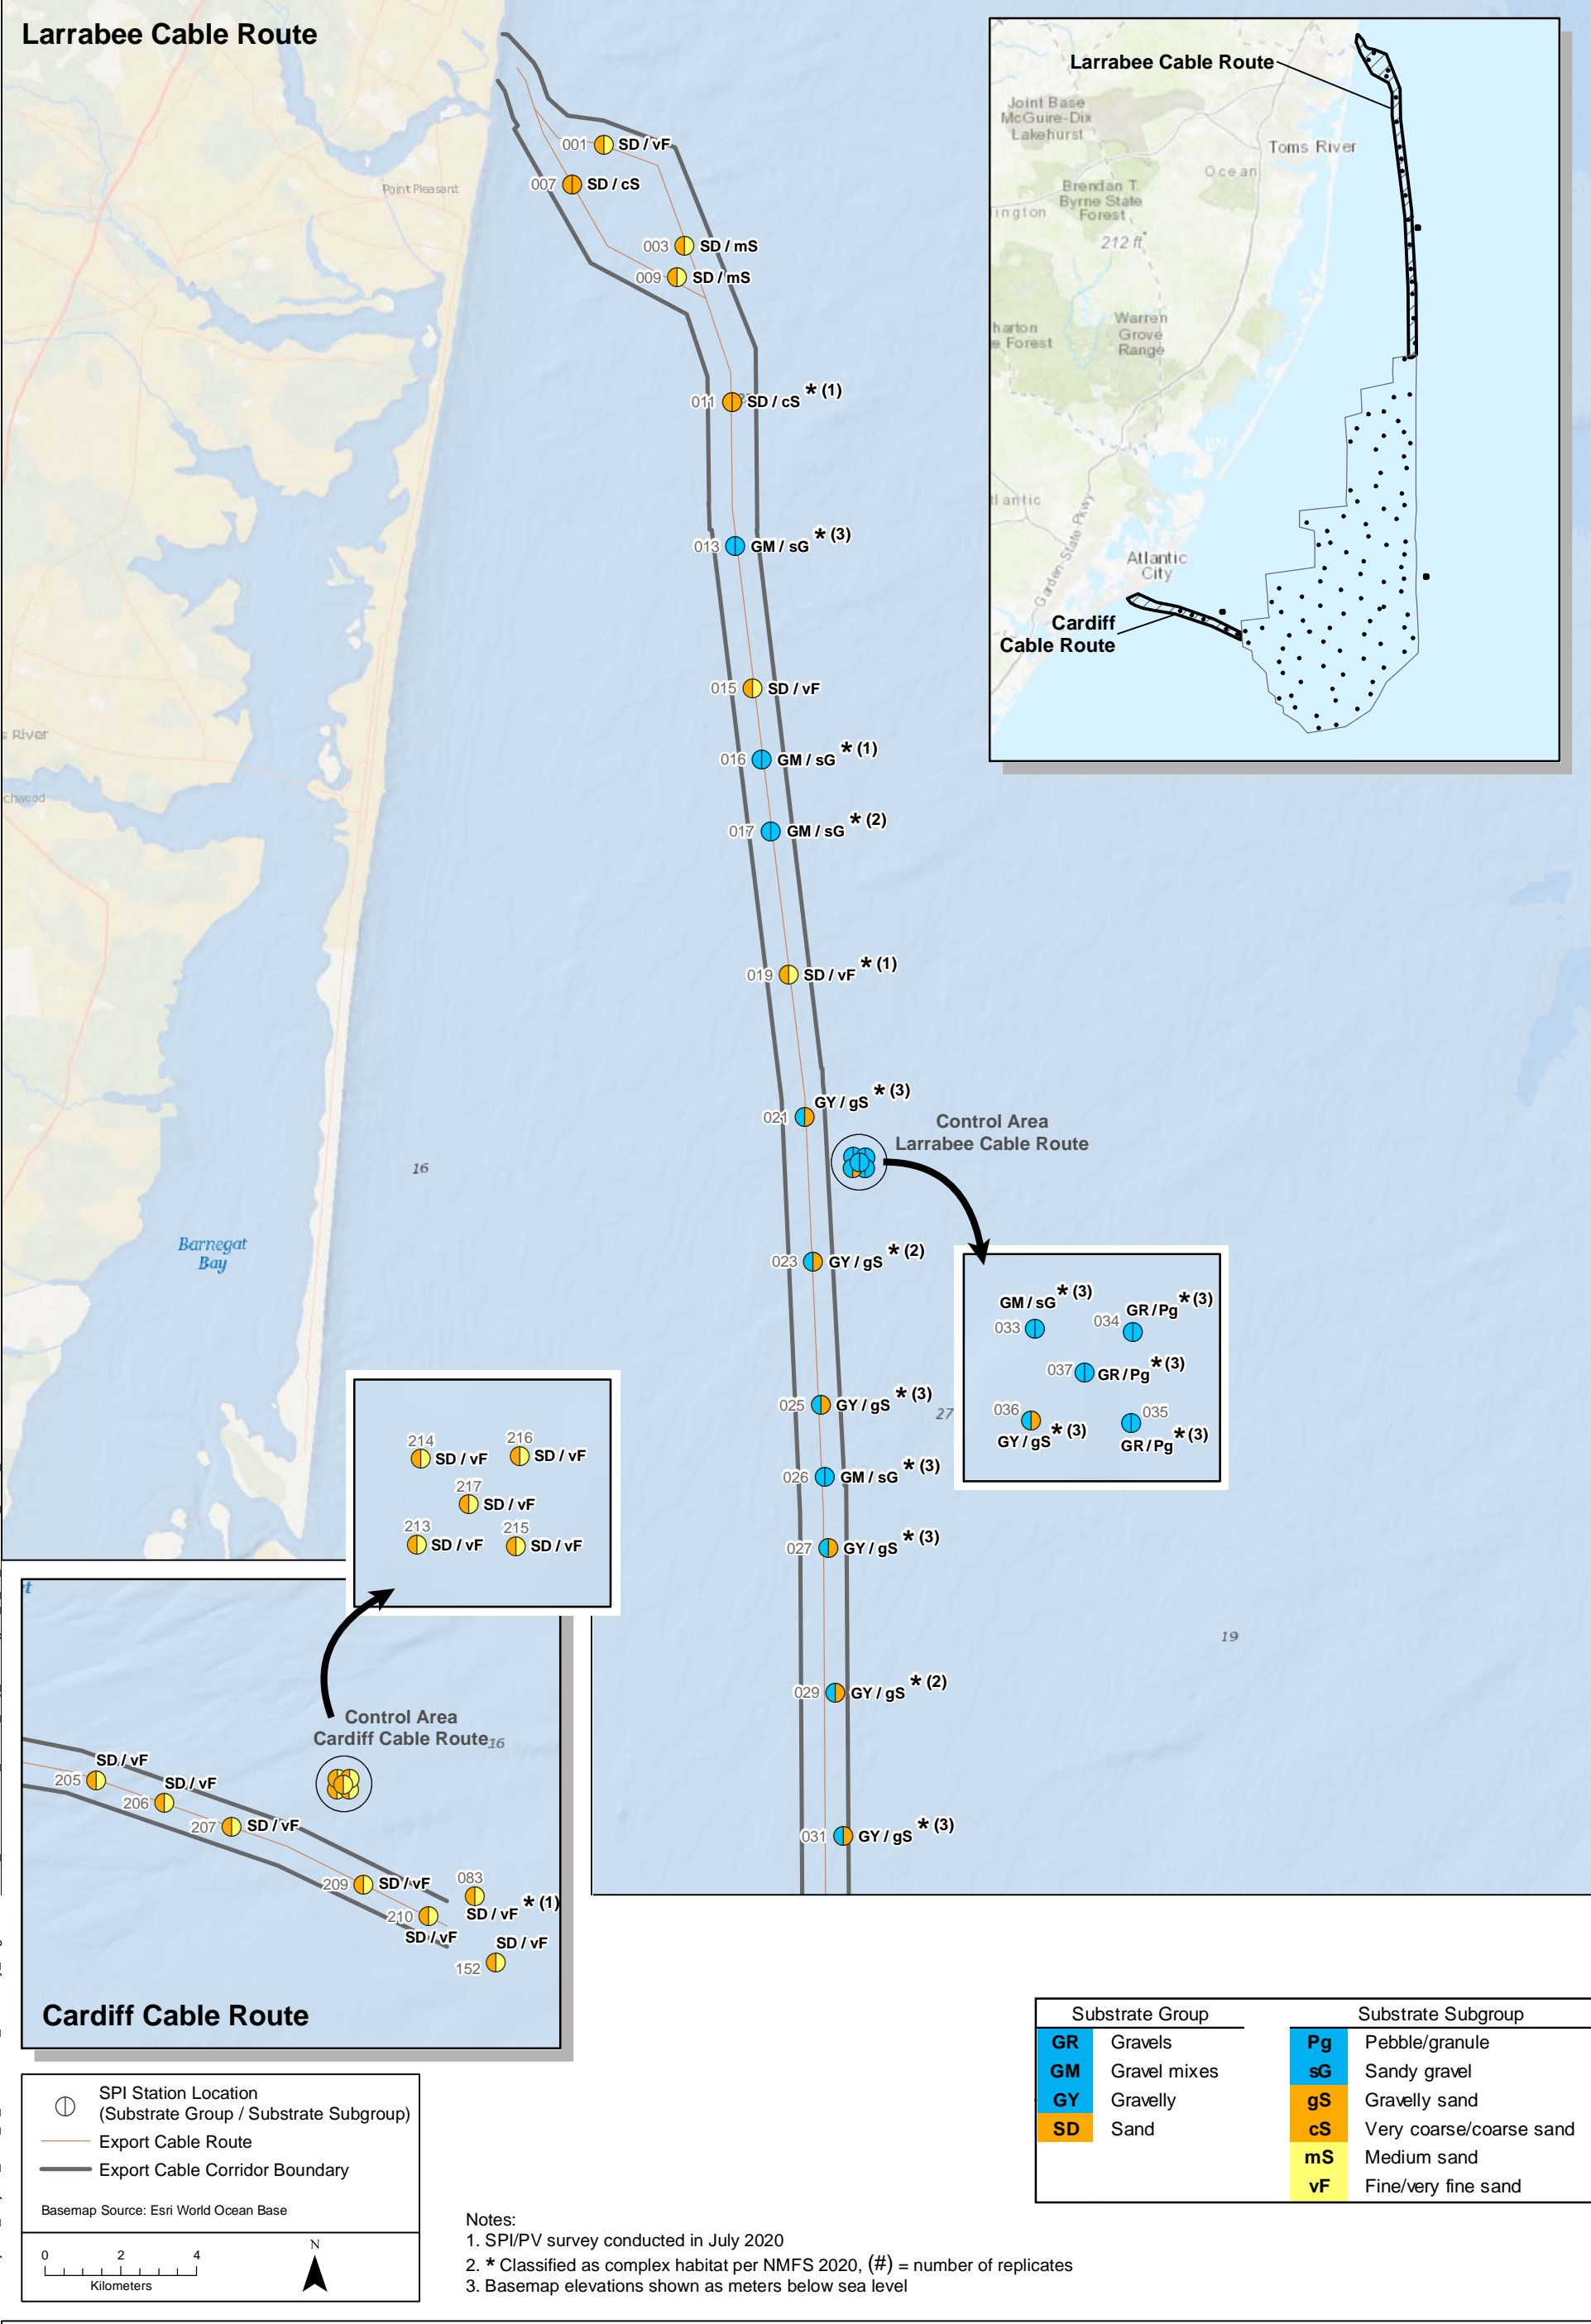 Larrabee Cable Route
Point Pleasant
s River
chwood
Barnegat
Bay
16
27
19
001 SD / vF
007 SD / cS
003 SD / mS
009 SD / mS
011 SD / cS * (1)
013 GM / sG * (3)
015 SD / vF
016 GM / sG * (1)
017 GM / sG * (2)
019 SD / vF * (1)
021 GY / gS * (3)
Control Area
Larrabee Cable Route
023 GY / gS * (2)
025 GY / gS * (3)
026 GM / sG * (3)
027 GY / gS * (3)
029 GY / gS * (2)
031 GY / gS * (3)
Larrabee Cable Route
Joint Base
McGuire-Dix
Lakehurst
Toms River
Ocean
Brendan T.
Byrne State
Forest
ington
212 ft
Warren
Grove
Range
harton
e Forest
tlantic
Garden-State Pkwy
Atlantic
City
Cardiff
Cable Route
GM / sG * (3)
033
GR / Pg * (3)
034
037 GR / Pg * (3)
036
GY / gS * (3)
035
GR / Pg * (3)
214 SD / vF
216 SD / vF
217 SD / vF
213 SD / vF
215 SD / vF
Control Area
Cardiff Cable Route
16
SD / vF
205
SD / vF
206
207 SD / vF
209 SD / vF
083
SD / vF * (1)
210
SD / vF
SD / vF
152
Cardiff Cable Route
Substrate Group
GR Gravels
GM Gravel mixes
GY Gravelly
SD Sand
Substrate Subgroup
Pg Pebble/granule
sG Sandy gravel
gS Gravelly sand
cS Very coarse/coarse sand
mS Medium sand
vF Fine/very fine sand
SPI Station Location
(Substrate Group / Substrate Subgroup)
Export Cable Route
Export Cable Corridor Boundary
Basemap Source: Esri World Ocean Base
0 2 4
Kilometers
N
Notes:
1. SPI/PV survey conducted in July 2020
2. * Classified as complex habitat per NMFS 2020, (#) = number of replicates
3. Basemap elevations shown as meters below sea level